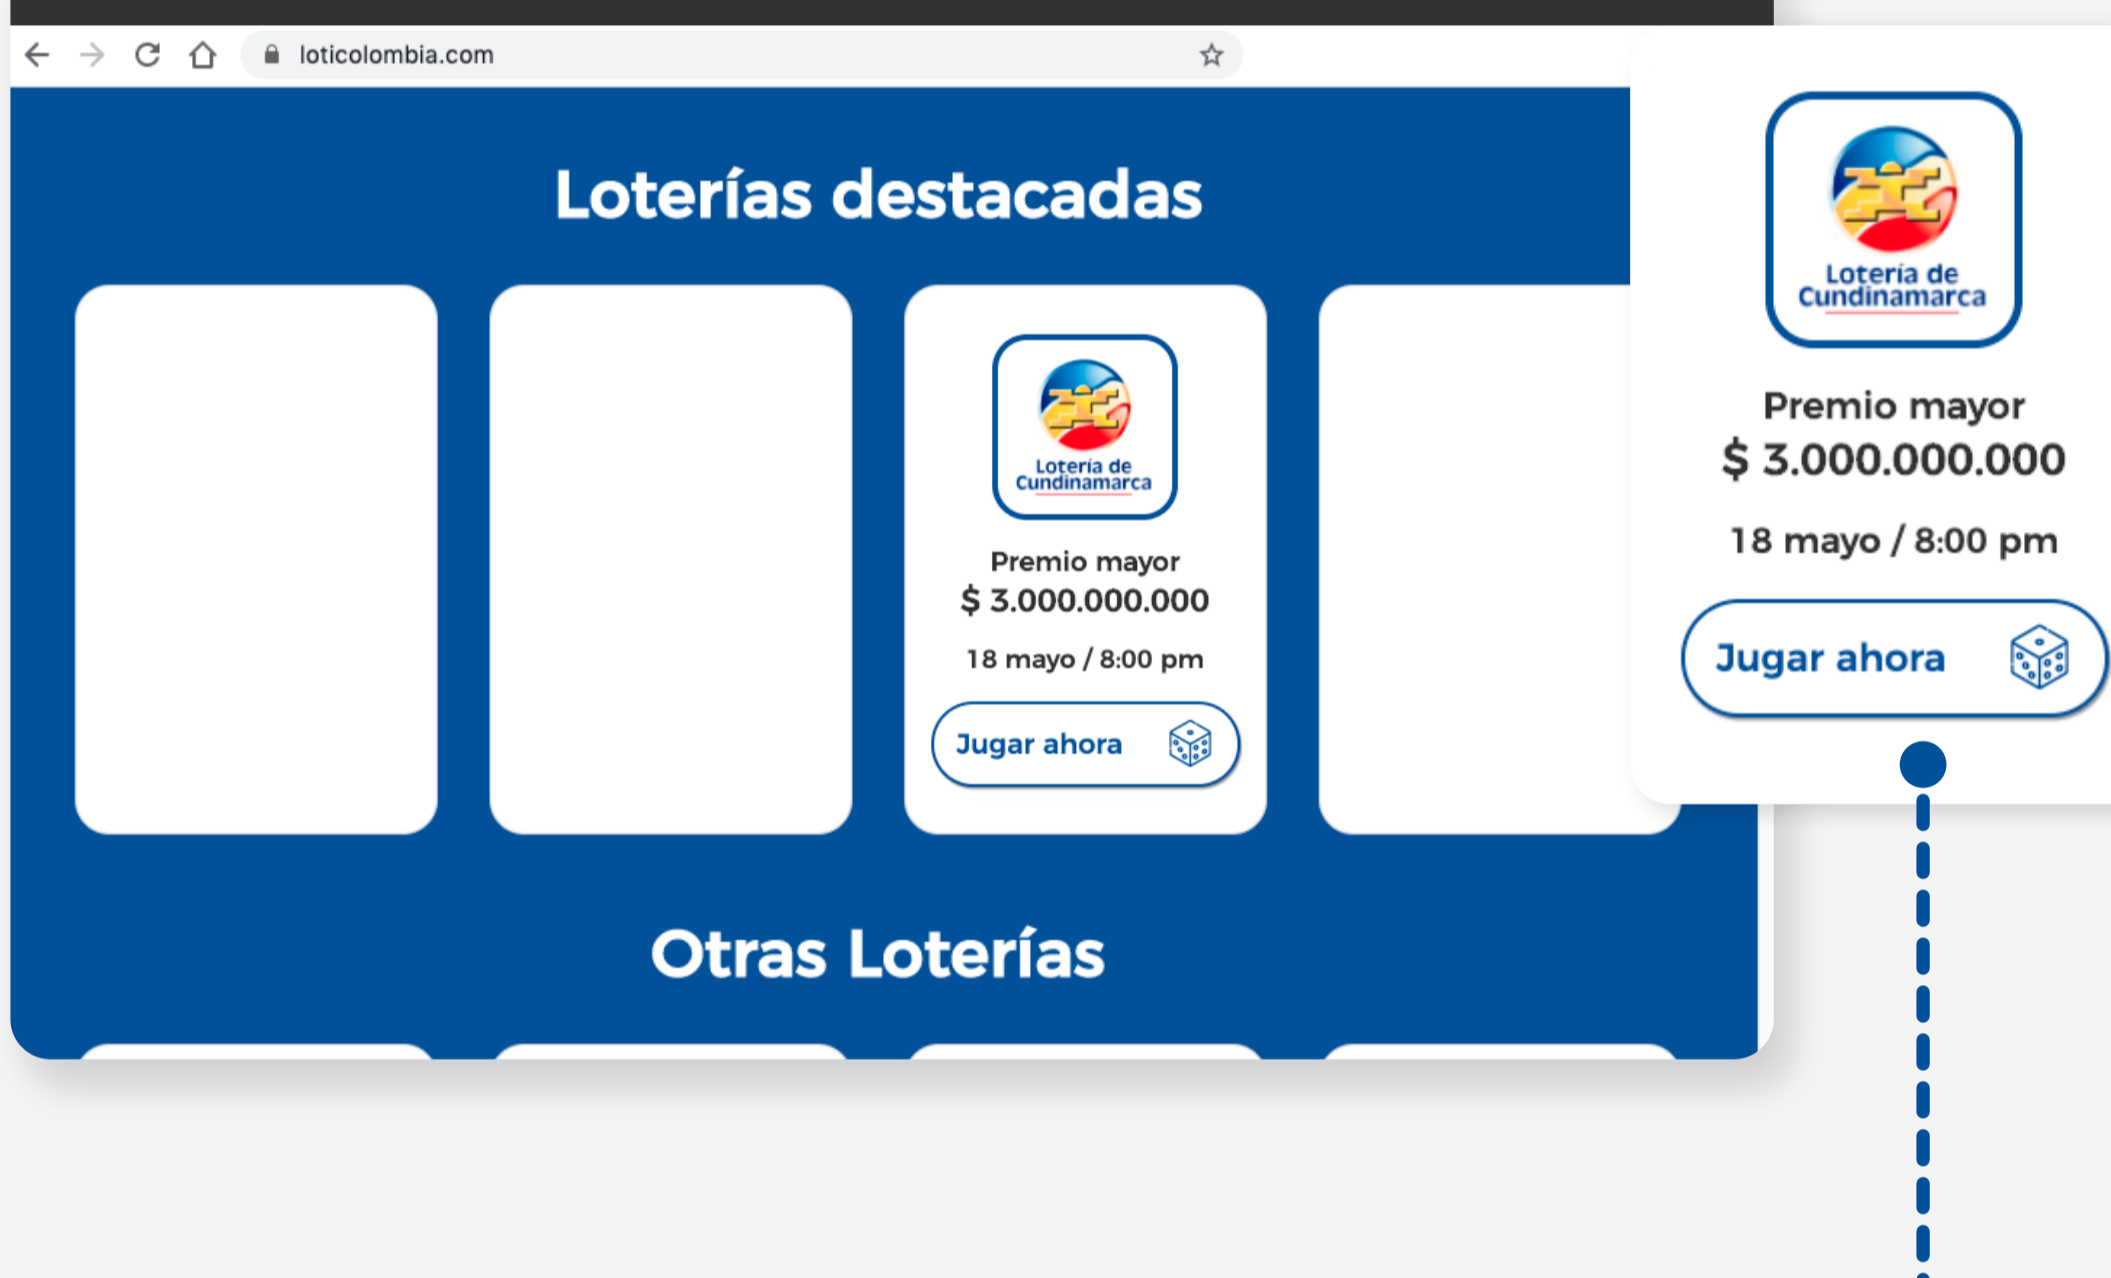 loticolombia.com
Loterías destacadas
Lotería de
Cundinamarca
Premio mayor
$ 3.000.000.000
18 mayo / 8:00 pm
Jugar ahora
Otras Loterías
Lotería de
Cundinamarca
Premio mayor
$ 3.000.000.000
18 mayo / 8:00 pm
Jugar ahora